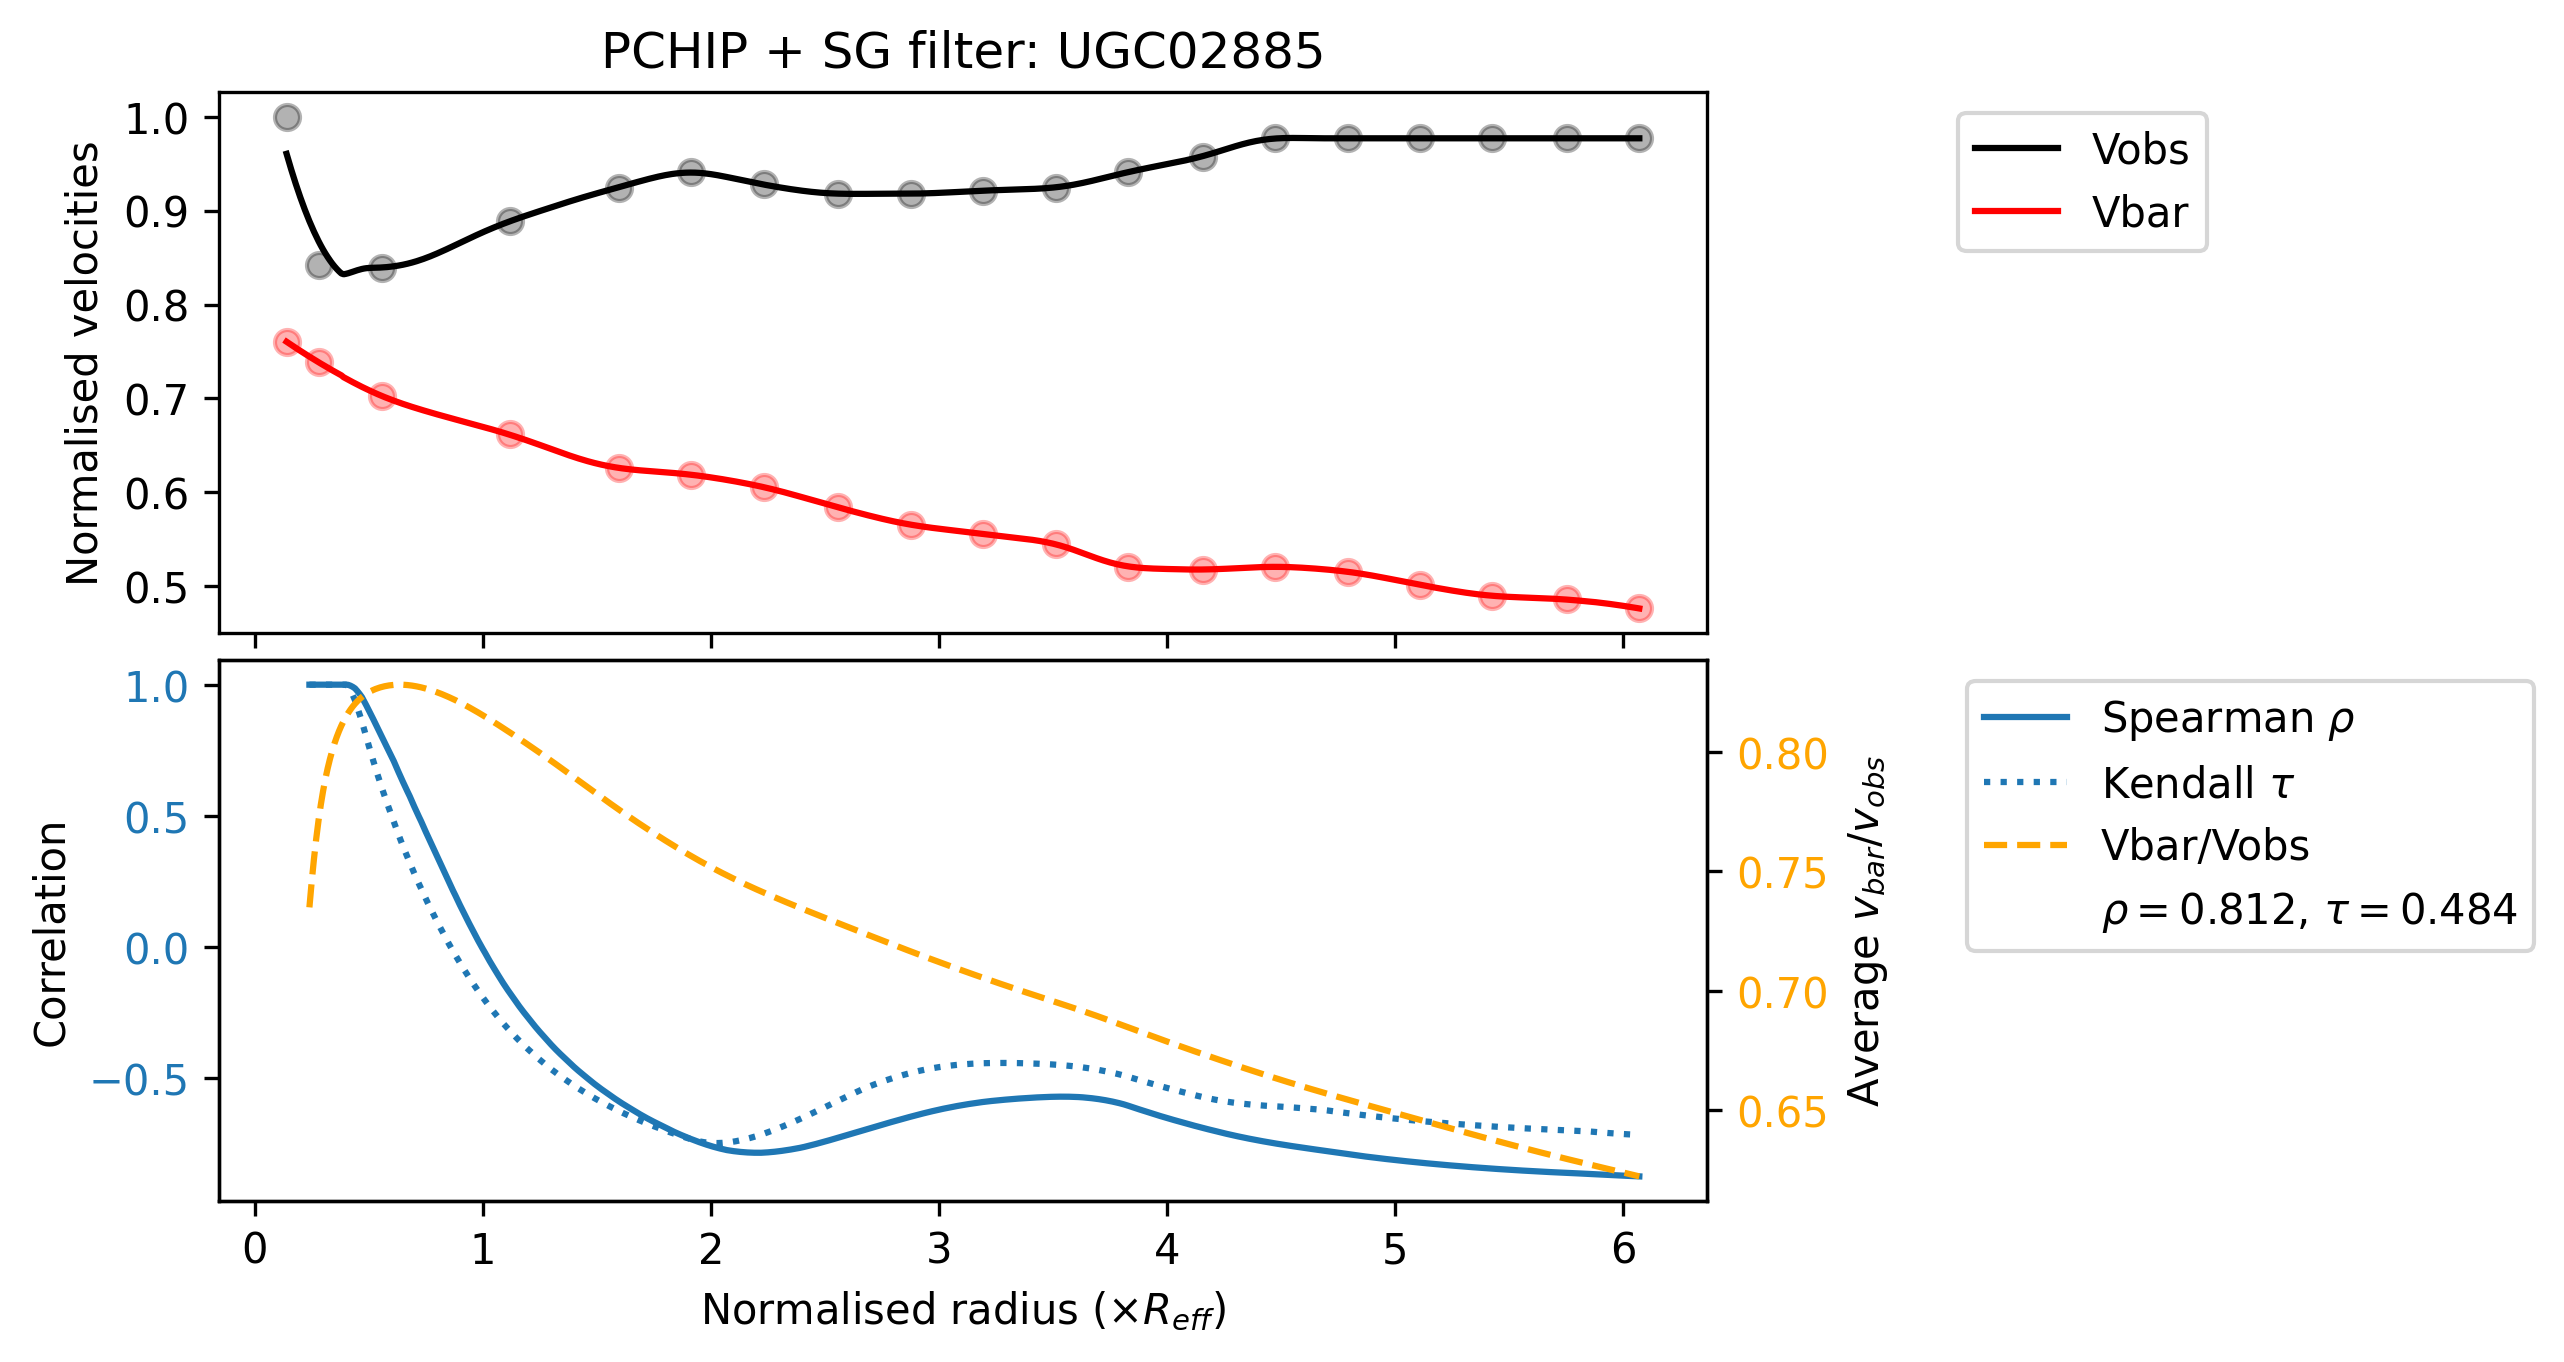 PCHIP + SG filter: UGC02885
Normalised velocities
1.0
0.9
0.8
0.7
0.6
0.5
Vobs
Vbar
Correlation
1.0
0.5
0.0
−0.5
0.80
0.75
0.70
0.65
Average v_bar/v_obs
Spearman ρ
Kendall τ
Vbar/Vobs
ρ = 0.812, τ = 0.484
0 1 2 3 4 5 6
Normalised radius (×R_eff)